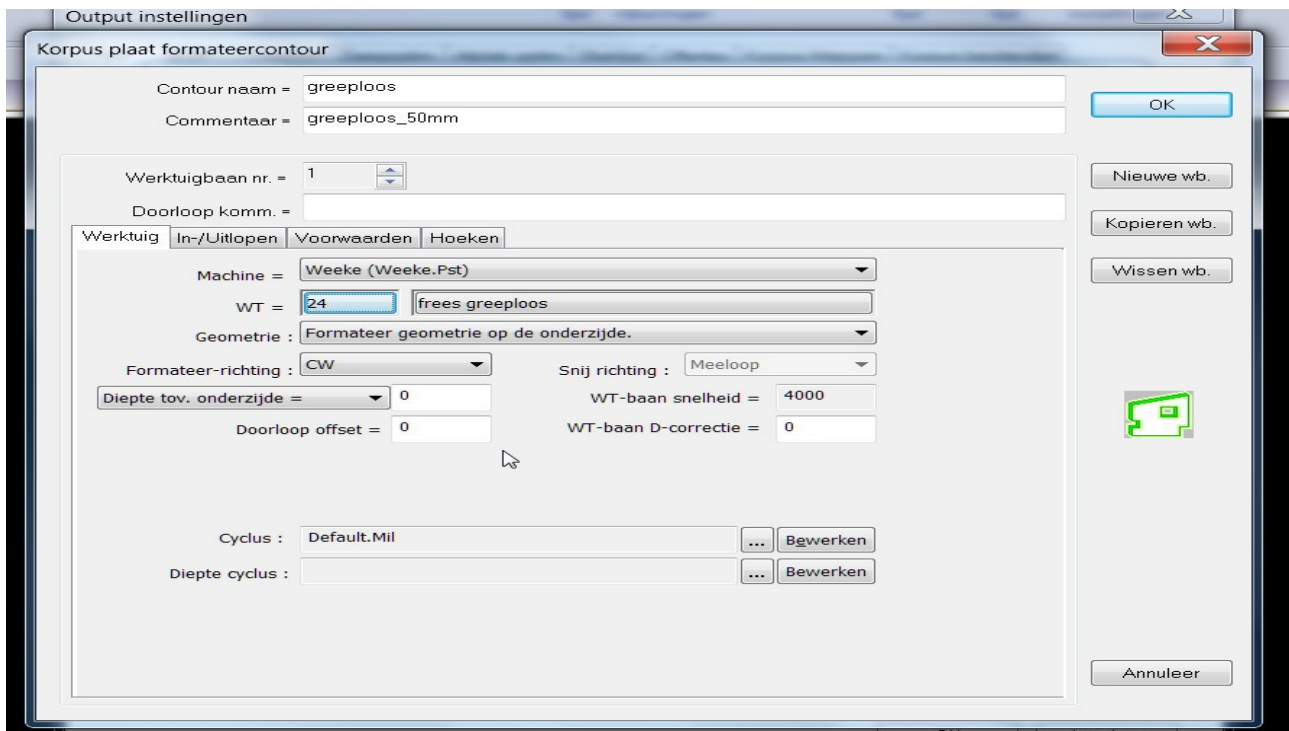 Output instellingen
Korpus plaat formateercontour
Contour naam = greeploos
Commentaar = greeploos_50mm
OK
Werktuigbaan nr. = 1
Doorloop komm. =
Nieuwe wb.
Kopieren wb.
Wissen wb.
Werktuig In-/Uitlopen Voorwaarden Hoeken
Machine = Weeke (Weeke.Pst)
WT = 24 frees greeploos
Geometrie : Formateer geometrie op de onderzijde.
Formateer-richting : CW Snij richting : Meeloop
Diepte tov. onderzijde = 0 WT-baan snelheid = 4000
Doorloop offset = 0 WT-baan D-correctie = 0
Cyclus : Default.Mil ... Bewerken
Diepte cyclus : ... Bewerken
Annuleer